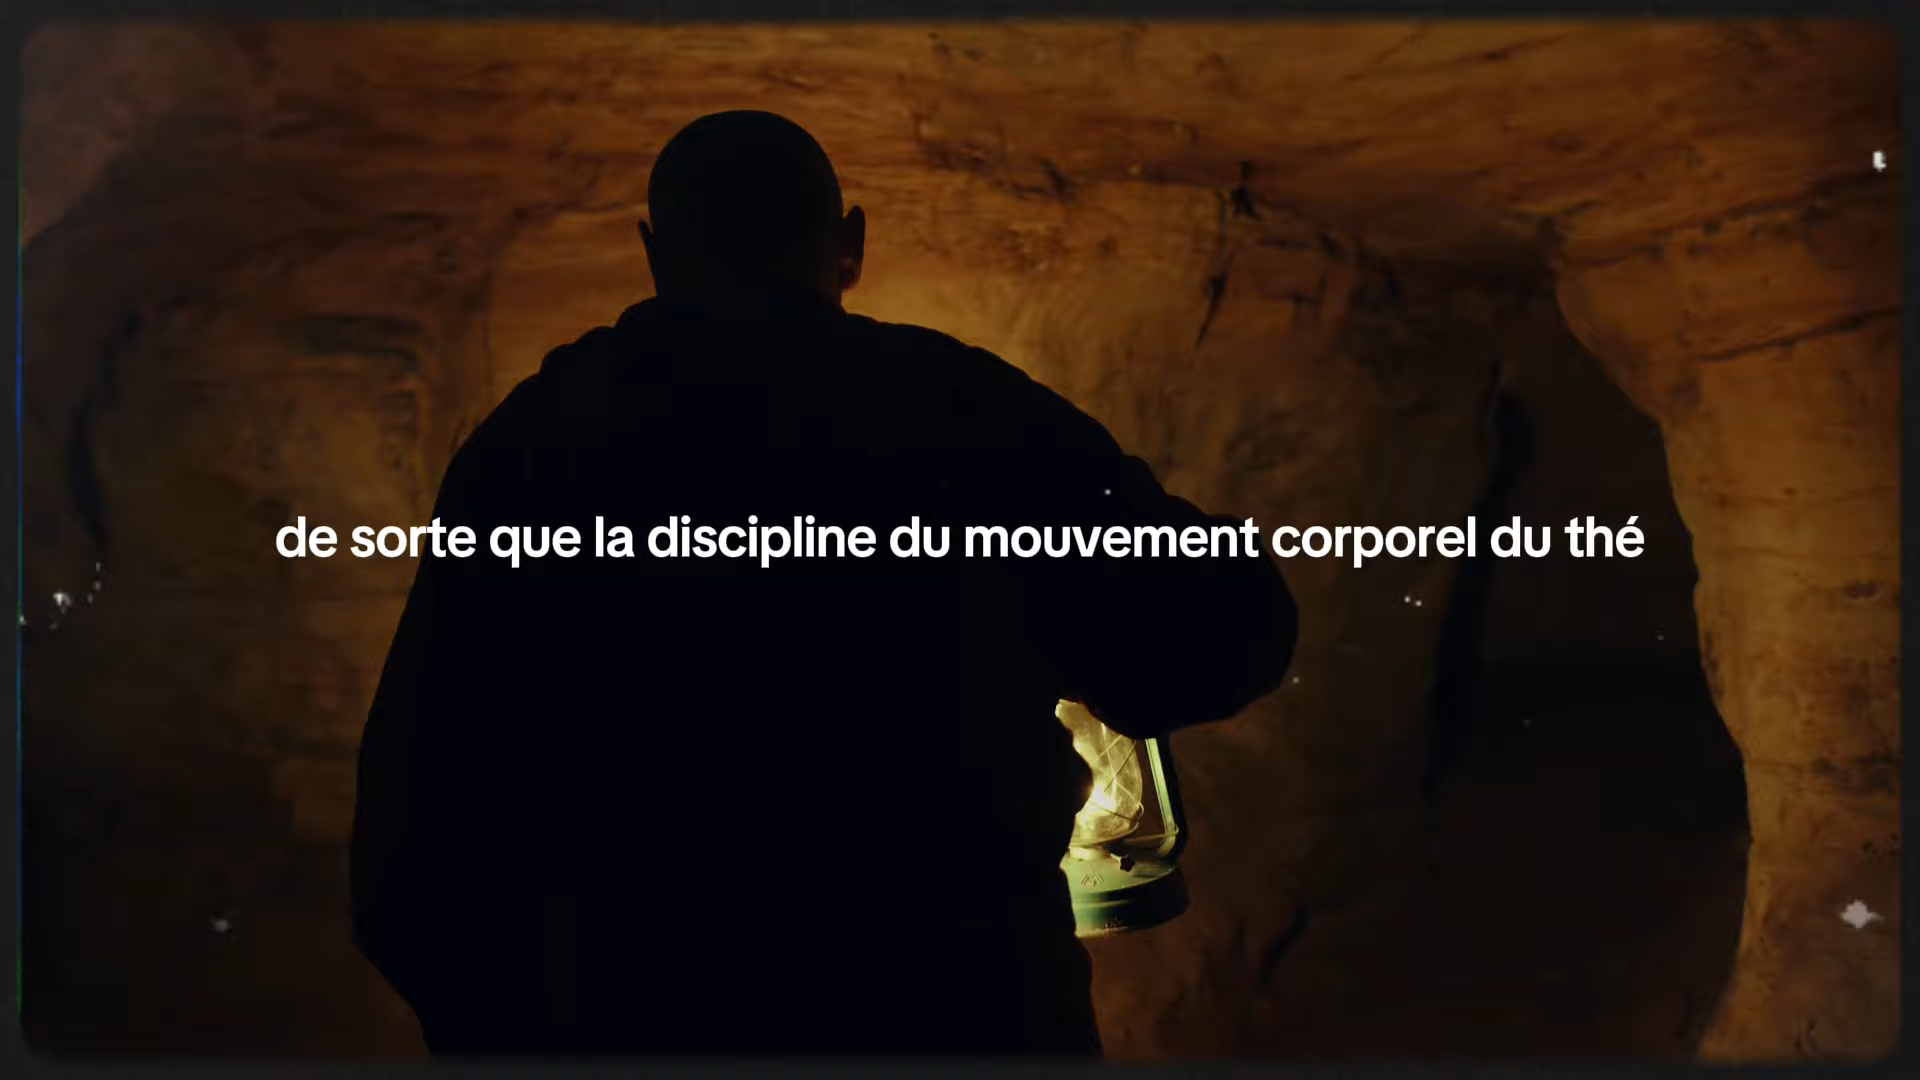 de sorte que la discipline du mouvement corporel du thé